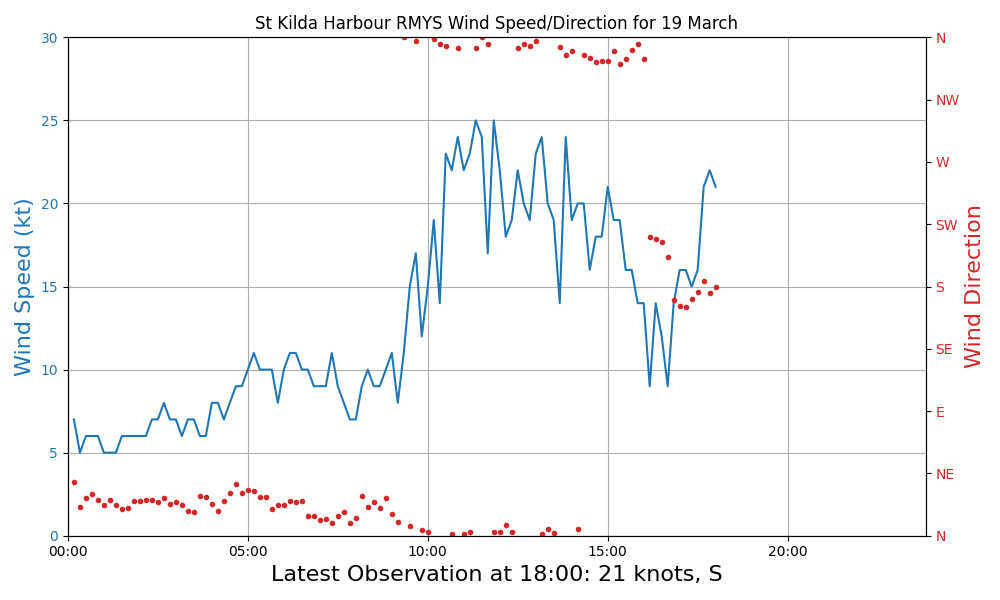 St Kilda Harbour RMYS Wind Speed/Direction for 19 March
Wind Speed (kt)
30
25
20
15
10
5
0
N
NW
W
SW
S
SE
E
NE
N
Wind Direction
00:00 05:00 10:00 15:00 20:00
Latest Observation at 18:00: 21 knots, S